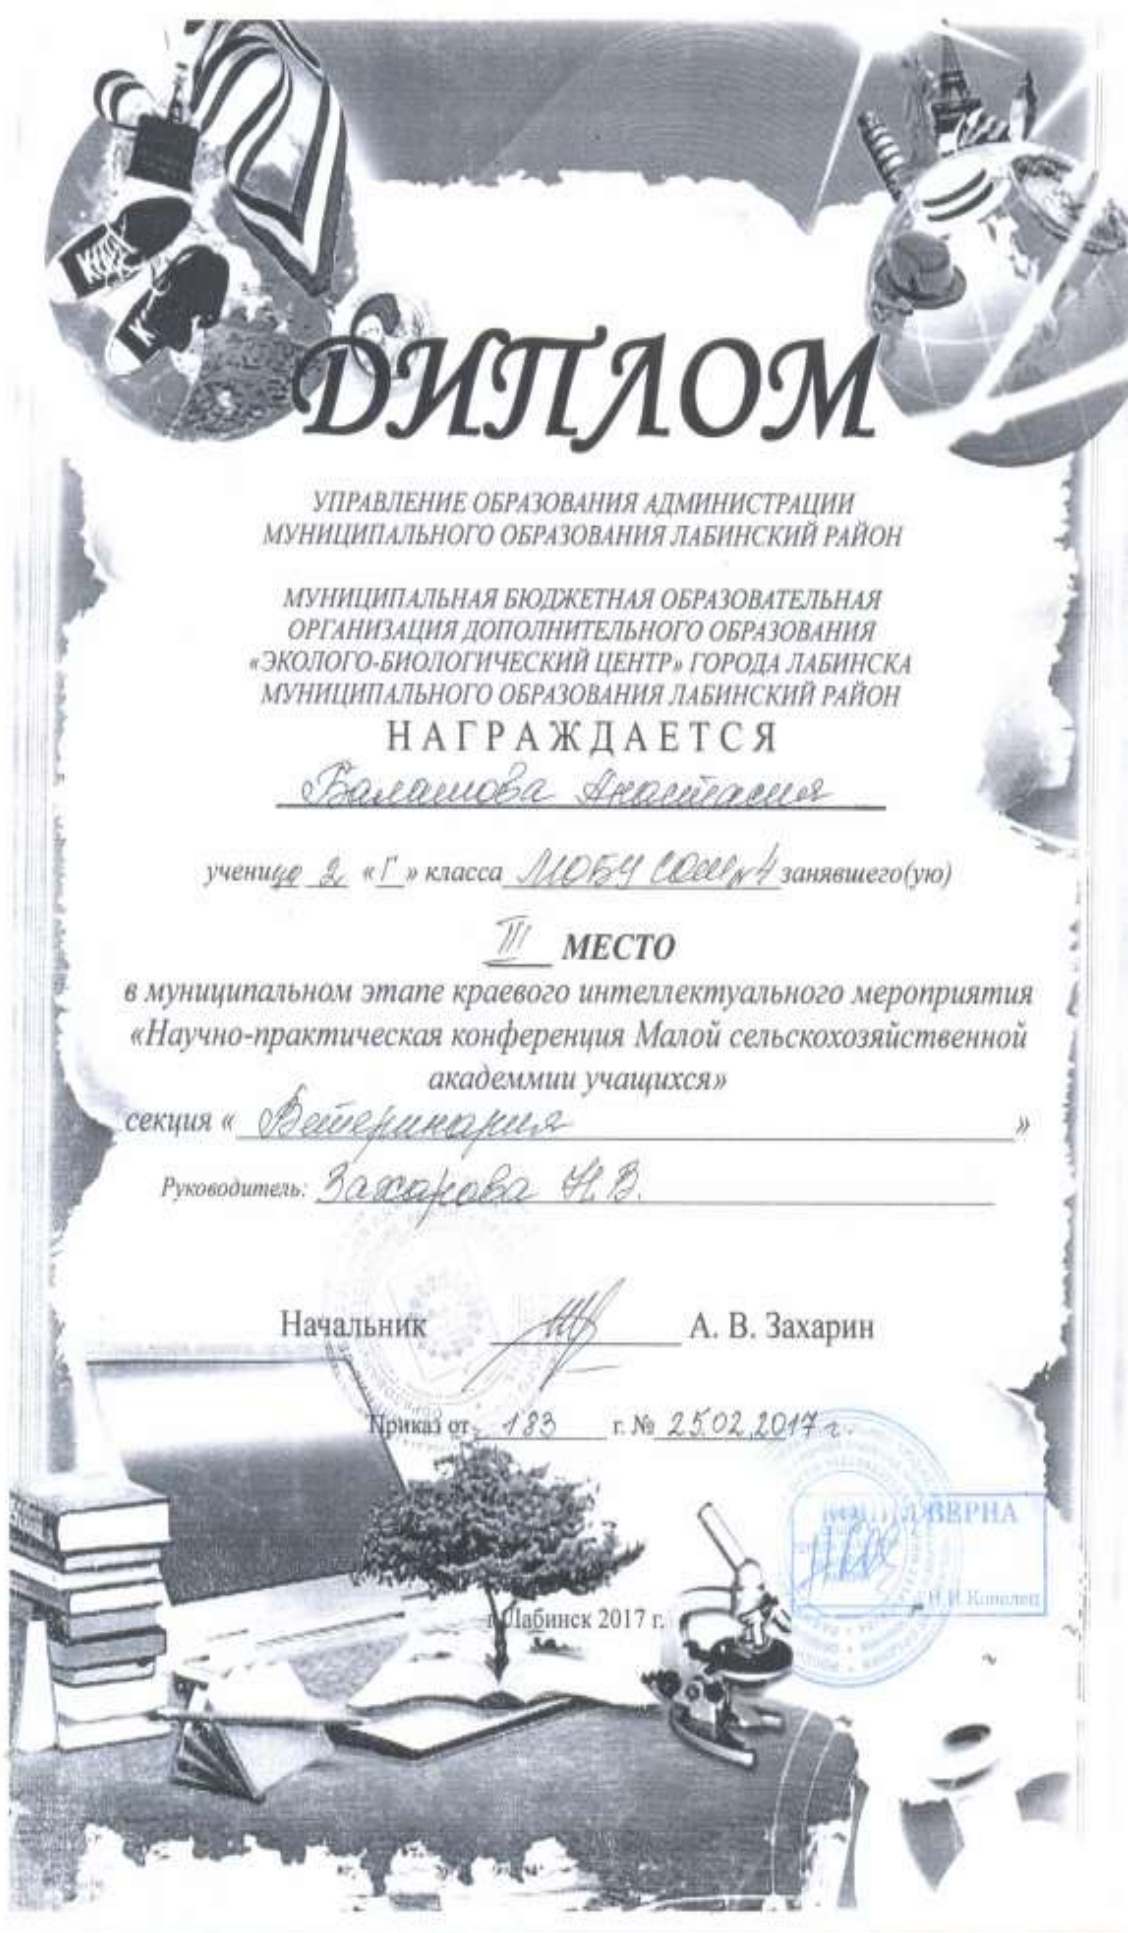 ДИПЛОМ
УПРАВЛЕНИЕ ОБРАЗОВАНИЯ АДМИНИСТРАЦИИ
МУНИЦИПАЛЬНОГО ОБРАЗОВАНИЯ ЛАБИНСКИЙ РАЙОН
МУНИЦИПАЛЬНАЯ БЮДЖЕТНАЯ ОБРАЗОВАТЕЛЬНАЯ
ОРГАНИЗАЦИЯ ДОПОЛНИТЕЛЬНОГО ОБРАЗОВАНИЯ
«ЭКОЛОГО-БИОЛОГИЧЕСКИЙ ЦЕНТР» ГОРОДА ЛАБИНСКА
МУНИЦИПАЛЬНОГО ОБРАЗОВАНИЯ ЛАБИНСКИЙ РАЙОН
НАГРАЖДАЕТСЯ
Балашова Анастасия
ученицу 2 «Г» класса МОБУ СОШ №4 занявшего(ую)
III МЕСТО
в муниципальном этапе краевого интеллектуального мероприятия
«Научно-практическая конференция Малой сельскохозяйственной
академмии учащихся»
секция « Ветеринария »
Руководитель: Захарова Н.В.
Начальник А. В. Захарин
Приказ от 183 г. № 25.02.2017 г.
КОПИЯ ВЕРНА
г. Лабинск 2017 г.